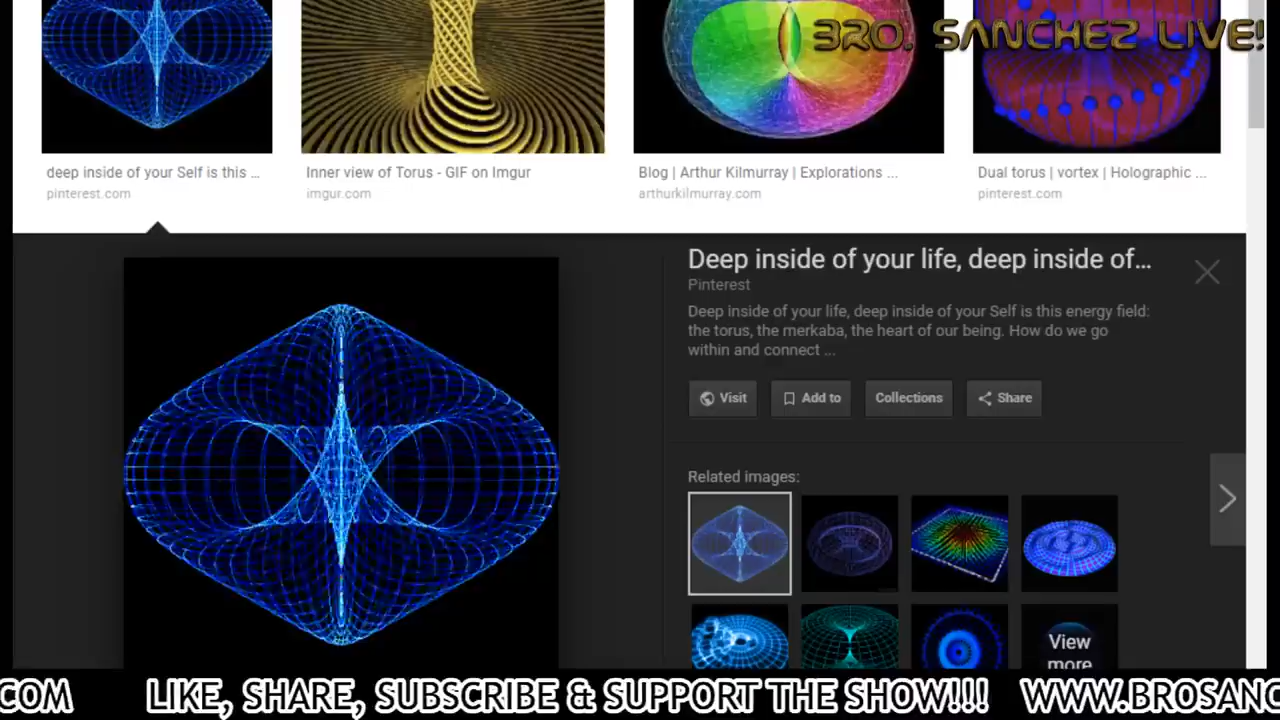 BRO. SANCHEZ LIVE!
deep inside of your Self is this ...
pinterest.com
Inner view of Torus - GIF on Imgur
imgur.com
Blog | Arthur Kilmurray | Explorations ...
arthurkilmurray.com
Dual torus | vortex | Holographic ...
pinterest.com
Deep inside of your life, deep inside of...
Pinterest
Deep inside of your life, deep inside of your Self is this energy field:
the torus, the merkaba, the heart of our being. How do we go
within and connect ...
Visit
Add to
Collections
Share
Related images:
View
more
.COM LIKE, SHARE, SUBSCRIBE & SUPPORT THE SHOW!!! WWW.BROSANC